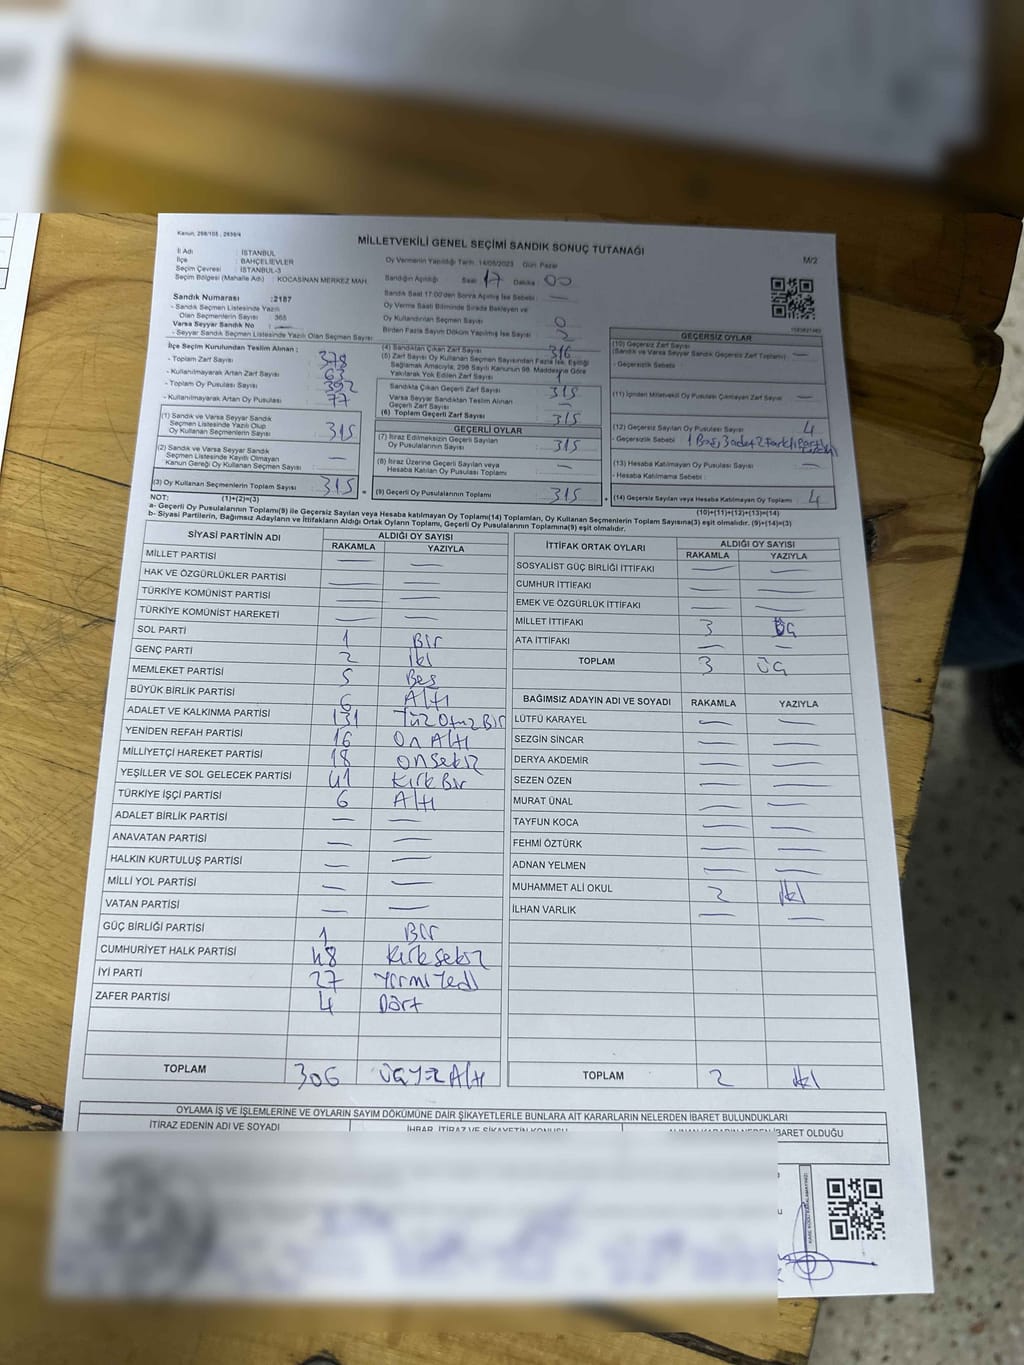 Kanun, 298/105 , 2839/4
MİLLETVEKİLİ GENEL SEÇİMİ SANDIK SONUÇ TUTANAĞI
M/2
İl Adı : İSTANBUL
İlçe : BAHÇELİEVLER
Seçim Çevresi : İSTANBUL-3
Seçim Bölgesi (Mahalle Adı) : KOCASİNAN MERKEZ MAH.
Sandık Numarası :2187
- Sandık Seçmen Listesinde Yazılı
Olan Seçmenlerin Sayısı 365
Varsa Seyyar Sandık No : —
- Seyyar Sandık Seçmen Listesinde Yazılı Olan Seçmen Sayısı
İlçe Seçim Kurulundan Teslim Alınan ;
- Toplam Zarf Sayısı 378
- Kullanılmayarak Artan Zarf Sayısı 63
- Toplam Oy Pusulası Sayısı 392
- Kullanılmayarak Artan Oy Pusulası 77
(1) Sandık ve Varsa Seyyar Sandık
Seçmen Listesinde Yazılı Olup
Oy Kullanan Seçmenlerin Sayısı 315
(2) Sandık ve Varsa Seyyar Sandık
Seçmen Listesinde Kayıtlı Olmayan
Kanun Gereği Oy Kullanan Seçmen Sayısı : —
(3) Oy Kullanan Seçmenlerin Toplam Sayısı 315
Oy Vermenin Yapıldığı Tarih: 14/05/2023 Gün: Pazar
Sandığın Açıldığı Saat 17 Dakika 00
Sandık Saat 17:00'den Sonra Açılmış İse Sebebi : —
Oy Verme Saati Bitiminde Sırada Bekleyen ve
Oy Kullandırılan Seçmen Sayısı : 0
Birden Fazla Sayım Döküm Yapılmış İse Sayısı :
(4) Sandıktan Çıkan Zarf Sayısı 316
(5) Zarf Sayısı Oy Kullanan Seçmen Sayısından Fazla İse, Eşitliği
Sağlamak Amacıyla, 298 Sayılı Kanunun 98. Maddesine Göre
Yakılarak Yok Edilen Zarf Sayısı 1
Sandıkta Çıkan Geçerli Zarf Sayısı 315
Varsa Seyyar Sandıktan Teslim Alınan
Geçerli Zarf Sayısı —
(6) Toplam Geçerli Zarf Sayısı 315
GEÇERLİ OYLAR
(7) İtiraz Edilmeksizin Geçerli Sayılan
Oy Pusulalarının Sayısı: 315
(8) İtiraz Üzerine Geçerli Sayılan veya
Hesaba Katılan Oy Pusulası Toplamı : —
(9) Geçerli Oy Pusulalarının Toplamı 315
GEÇERSİZ OYLAR
(10) Geçersiz Zarf Sayısı
(Sandık ve Varsa Seyyar Sandık Geçersiz Zarf Toplamı) : —
- Geçersizlik Sebebi :
(11) İçinden Milletvekili Oy Pusulası Çıkmayan Zarf Sayısı : —
(12) Geçersiz Sayılan Oy Pusulası Sayısı : 4
- Geçersizlik Sebebi : 1 Boş, 3 adet 2 Farklı Partiye
(13) Hesaba Katılmayan Oy Pusulası Sayısı : —
- Hesaba Katılmama Sebebi :
(14) Geçersiz Sayılan veya Hesaba Katılmayan Oy Toplamı : 4
NOT: (1)+(2)=(3) (10)+(11)+(12)+(13)=(14)
a- Geçerli Oy Pusulalarının Toplamı(9) ile Geçersiz Sayılan veya Hesaba katılmayan Oy Toplamı(14) Toplamları, Oy Kullanan Seçmenlerin Toplam Sayısına(3) eşit olmalıdır. (9)+(14)=(3)
b- Siyasi Partilerin, Bağımsız Adayların ve İttifakların Aldığı Ortak Oyların Toplamı, Geçerli Oy Pusulalarının Toplamına(9) eşit olmalıdır.
SİYASİ PARTİNİN ADI ALDIĞI OY SAYISI
RAKAMLA YAZIYLA
MİLLET PARTİSİ — —
HAK VE ÖZGÜRLÜKLER PARTİSİ — —
TÜRKİYE KOMÜNİST PARTİSİ — —
TÜRKİYE KOMÜNİST HAREKETİ — —
SOL PARTİ 1 Bir
GENÇ PARTİ 2 iki
MEMLEKET PARTİSİ 5 Beş
BÜYÜK BİRLİK PARTİSİ 6 Altı
ADALET VE KALKINMA PARTİSİ 131 Yüz Otuz Bir
YENİDEN REFAH PARTİSİ 16 On Altı
MİLLİYETÇİ HAREKET PARTİSİ 18 onsekiz
YEŞİLLER VE SOL GELECEK PARTİSİ 41 Kırk Bir
TÜRKİYE İŞÇİ PARTİSİ 6 Altı
ADALET BİRLİK PARTİSİ — —
ANAVATAN PARTİSİ — —
HALKIN KURTULUŞ PARTİSİ — —
MİLLİ YOL PARTİSİ — —
VATAN PARTİSİ — —
GÜÇ BİRLİĞİ PARTİSİ 1 Bir
CUMHURİYET HALK PARTİSİ 48 Kırk sekiz
İYİ PARTİ 27 Yirmi Yedi
ZAFER PARTİSİ 4 Dört
TOPLAM 306 üçyüz Altı
İTTİFAK ORTAK OYLARI ALDIĞI OY SAYISI
RAKAMLA YAZIYLA
SOSYALİST GÜÇ BİRLİĞİ İTTİFAKI — —
CUMHUR İTTİFAKI — —
EMEK VE ÖZGÜRLÜK İTTİFAKI — —
MİLLET İTTİFAKI 3 üç
ATA İTTİFAKI — —
TOPLAM 3 üç
BAĞIMSIZ ADAYIN ADI VE SOYADI RAKAMLA YAZIYLA
LÜTFÜ KARAYEL — —
SEZGİN SİNCAR — —
DERYA AKDEMİR — —
SEZEN ÖZEN — —
MURAT ÜNAL — —
TAYFUN KOCA — —
FEHMİ ÖZTÜRK — —
ADNAN YELMEN — —
MUHAMMET ALİ OKUL 2 iki
İLHAN VARLIK — —
TOPLAM 2 iki
OYLAMA İŞ VE İŞLEMLERİNE VE OYLARIN SAYIM DÖKÜMÜNE DAİR ŞİKAYETLERLE BUNLARA AİT KARARLARIN NELERDEN İBARET BULUNDUKLARI
İTİRAZ EDENİN ADI VE SOYADI İHBAR, İTİRAZ VE ŞİKAYETİN KONUSU ALINAN KARARIN NEDEN İBARET OLDUĞU